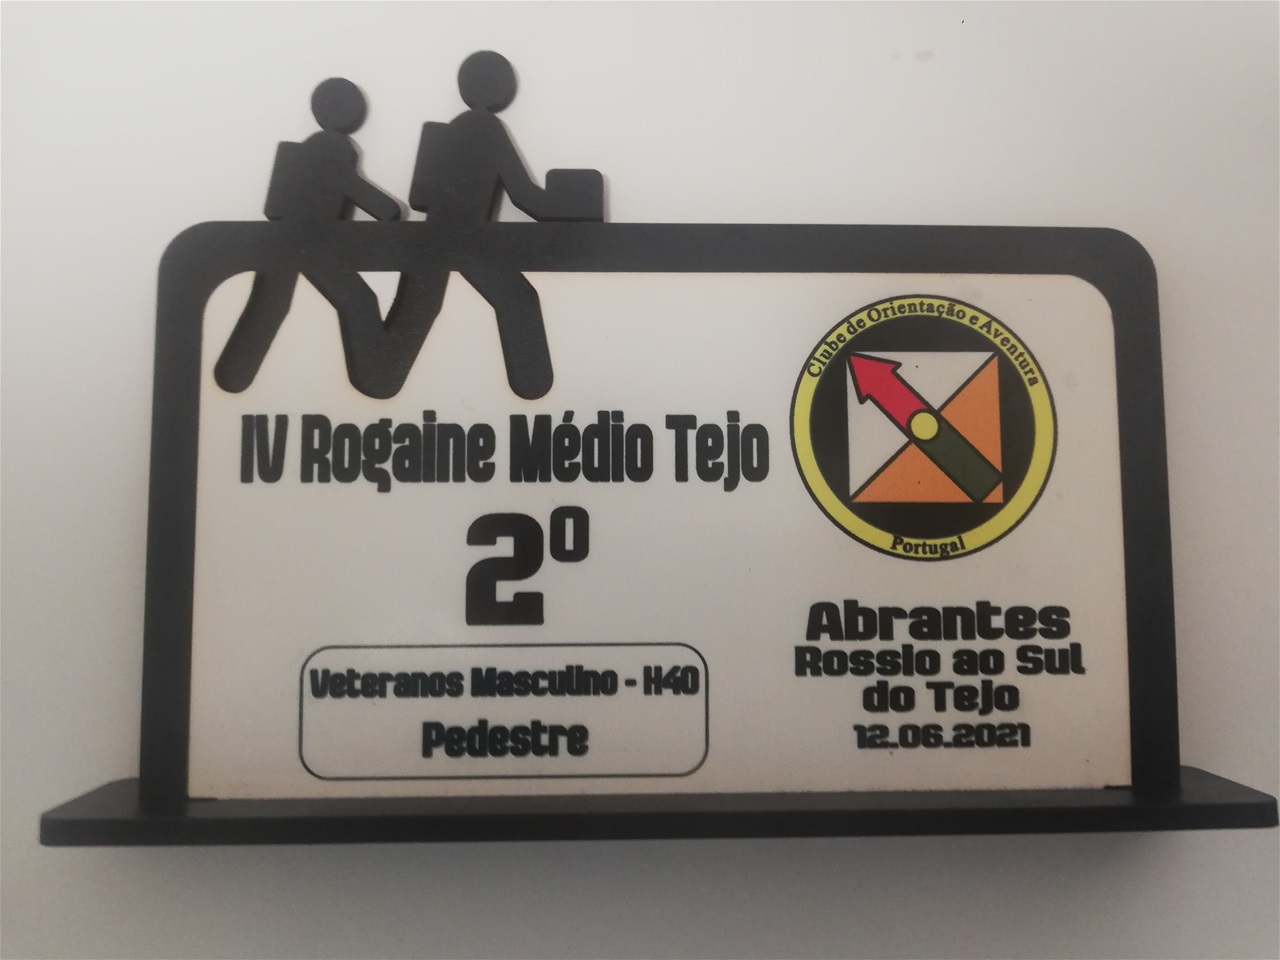 IV Rogaine Médio Tejo
2º
Veteranos Masculino - H40
Pedestre
Clube de Orientação e Aventura
Portugal
Abrantes
Rossio ao Sul
do Tejo
12.06.2021